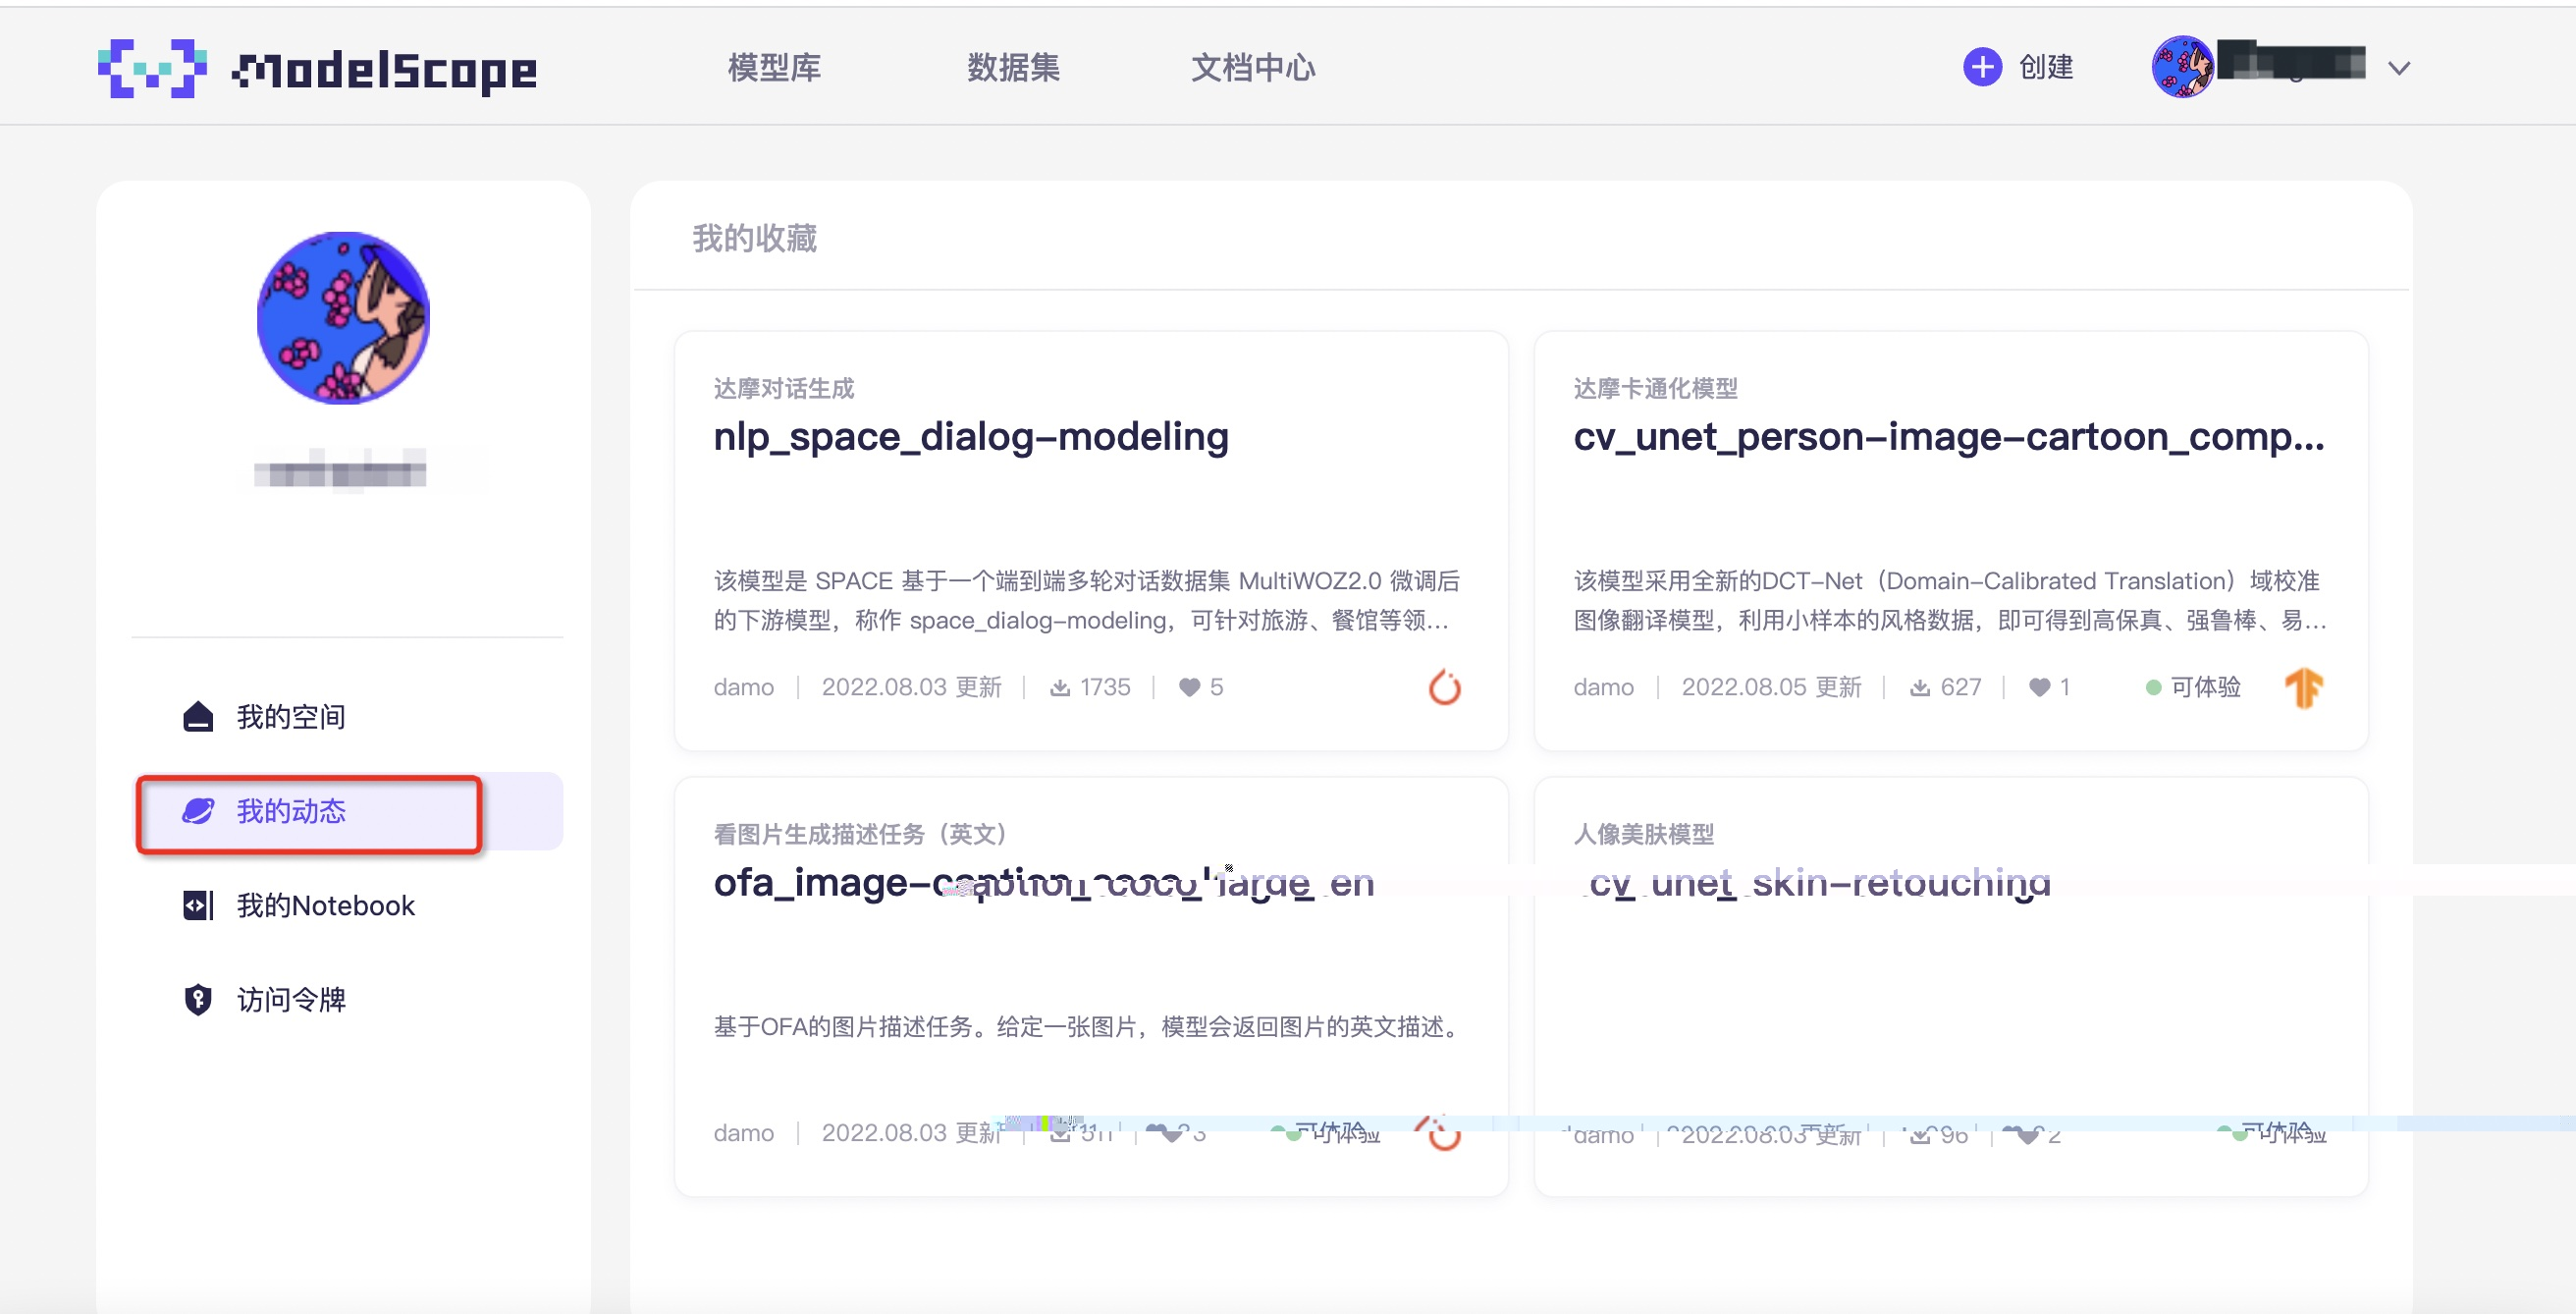 ModelScope
模型库
数据集
文档中心
创建
我的空间
我的动态
我的Notebook
访问令牌
我的收藏
达摩对话生成
nlp_space_dialog-modeling
该模型是 SPACE 基于一个端到端多轮对话数据集 MultiWOZ2.0 微调后
的下游模型，称作 space_dialog-modeling，可针对旅游、餐馆等领...
damo | 2022.08.03 更新 | 1735 | 5
达摩卡通化模型
cv_unet_person-image-cartoon_comp...
该模型采用全新的DCT-Net（Domain-Calibrated Translation）域校准
图像翻译模型，利用小样本的风格数据，即可得到高保真、强鲁棒、易...
damo | 2022.08.05 更新 | 627 | 1 可体验
看图片生成描述任务（英文）
ofa_image-caption_coco_large_en
基于OFA的图片描述任务。给定一张图片，模型会返回图片的英文描述。
damo | 2022.08.03 更新 | 3 可体验
人像美肤模型
cv_unet_skin-retouching
damo | 2022.08.03 更新 | 96 | 2 可体验